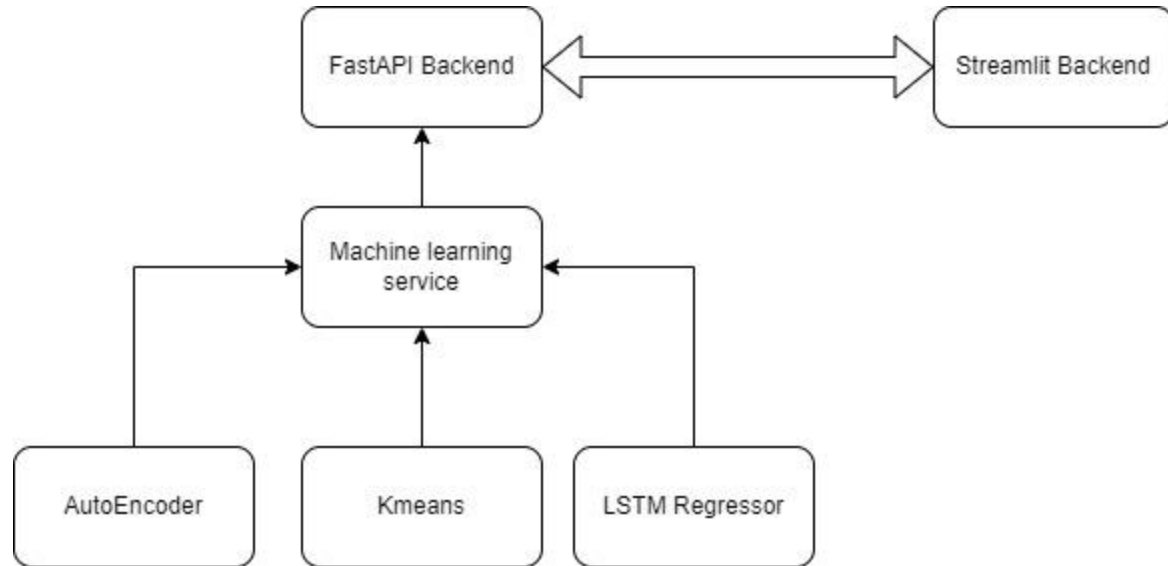 FastAPI Backend
Streamlit Backend
Machine learning
service
AutoEncoder
Kmeans
LSTM Regressor